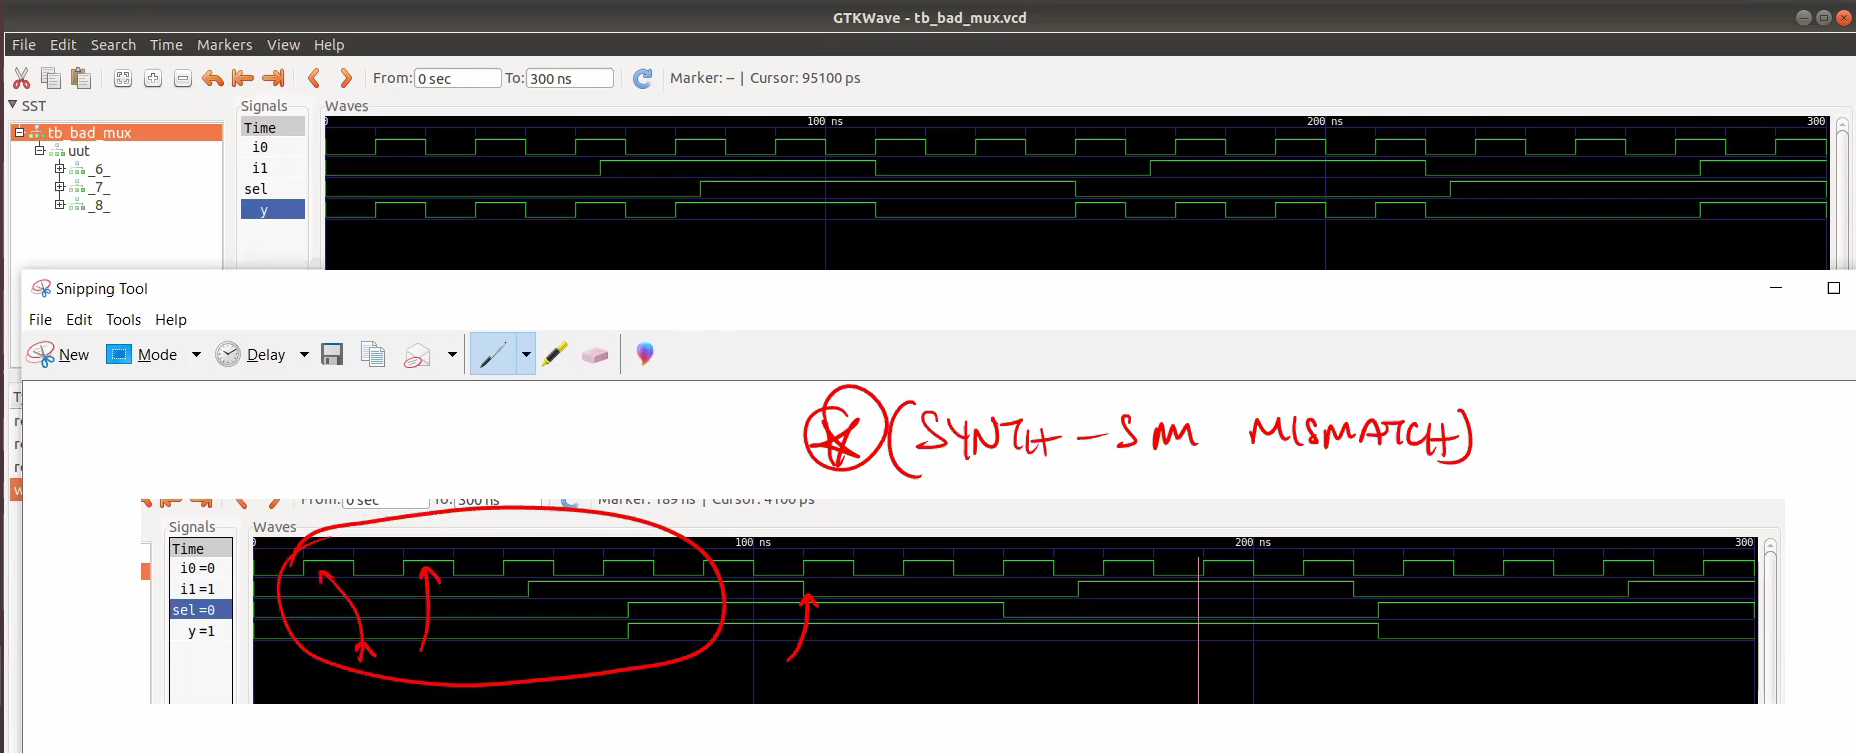 GTKWave - tb_bad_mux.vcd
File Edit Search Time Markers View Help
From: 0 sec To: 300 ns Marker: -- | Cursor: 95100 ps
SST
Signals
Waves
tb_bad_mux
uut
_6_
_7_
_8_
Time
i0
i1
sel
y
0 100 ns 200 ns 300
Snipping Tool
File Edit Tools Help
New Mode Delay
(SYNTH-SIM MISMATCH)
From: 0 sec To: 300 ns Marker: 189 ns | Cursor: 4100 ps
Signals
Waves
Time
i0=0
i1=1
sel=0
y=1
0 100 ns 200 ns 300